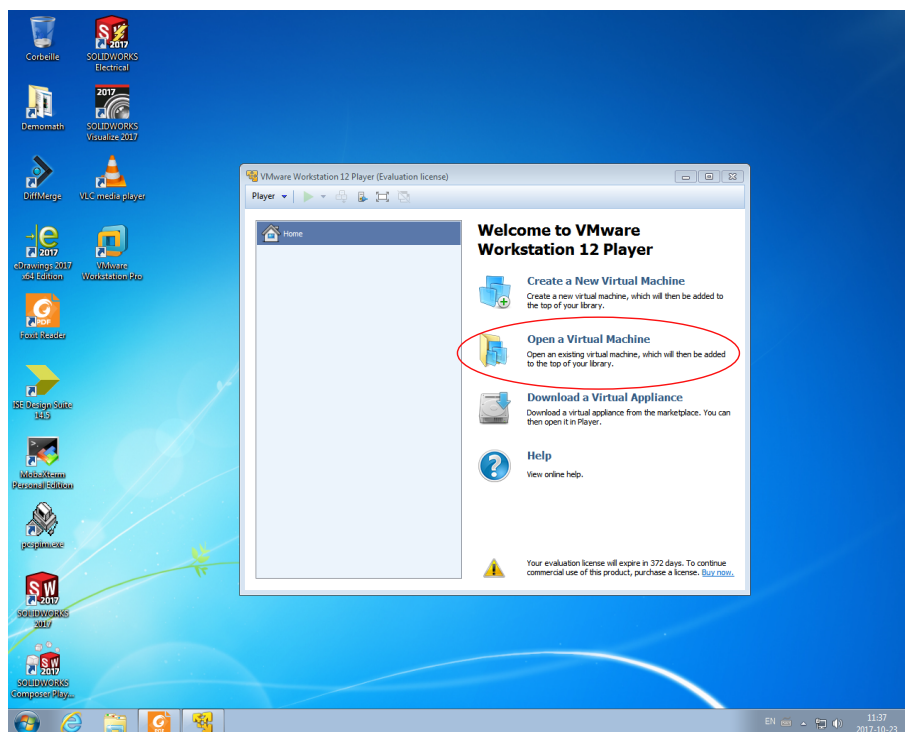 Corbeille
SOLIDWORKS
Electrical
Demomath
SOLIDWORKS
Visualize 2017
DiffMerge
VLC media player
eDrawings 2017
x64 Edition
VMware
Workstation Pro
Foxit Reader
ISE Design Suite
14.5
MobaXterm
Personal Edition
pcspim.exe
SOLIDWORKS
2017
SOLIDWORKS
Composer Play...
VMware Workstation 12 Player (Evaluation license)
Player
Home
Welcome to VMware
Workstation 12 Player
Create a New Virtual Machine
Create a new virtual machine, which will then be added to
the top of your library.
Open a Virtual Machine
Open an existing virtual machine, which will then be added
to the top of your library.
Download a Virtual Appliance
Download a virtual appliance from the marketplace. You can
then open it in Player.
Help
View online help.
Your evaluation license will expire in 372 days. To continue
commercial use of this product, purchase a license. Buy now.
EN
11:37
2017-10-23